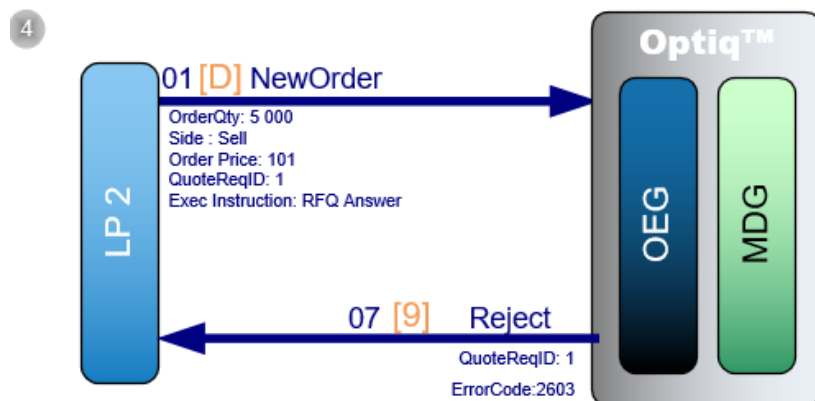 4
Optiq™
01 [D] NewOrder
OrderQty: 5 000
Side : Sell
Order Price: 101
QuoteReqID: 1
Exec Instruction: RFQ Answer
LP 2
OEG
MDG
07 [9] Reject
QuoteReqID: 1
ErrorCode:2603